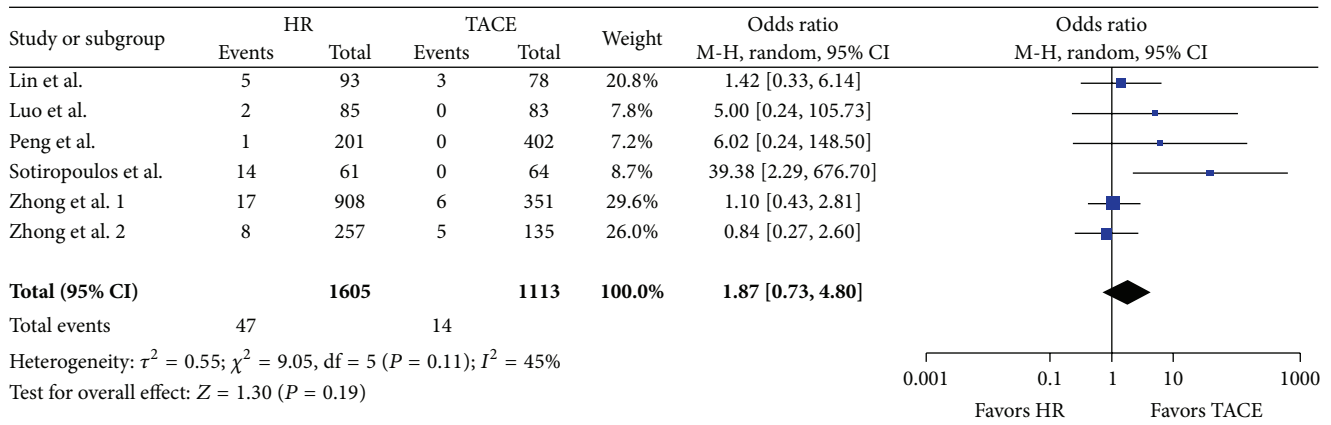 HR TACE Odds ratio Odds ratio
Study or subgroup Events Total Events Total Weight M-H, random, 95% CI M-H, random, 95% CI
Lin et al. 5 93 3 78 20.8% 1.42 [0.33, 6.14]
Luo et al. 2 85 0 83 7.8% 5.00 [0.24, 105.73]
Peng et al. 1 201 0 402 7.2% 6.02 [0.24, 148.50]
Sotiropoulos et al. 14 61 0 64 8.7% 39.38 [2.29, 676.70]
Zhong et al. 1 17 908 6 351 29.6% 1.10 [0.43, 2.81]
Zhong et al. 2 8 257 5 135 26.0% 0.84 [0.27, 2.60]
Total (95% CI) 1605 1113 100.0% 1.87 [0.73, 4.80]
Total events 47 14
Heterogeneity: τ² = 0.55; χ² = 9.05, df = 5 (P = 0.11); I² = 45%
Test for overall effect: Z = 1.30 (P = 0.19)
0.001 0.1 1 10 1000
Favors HR Favors TACE